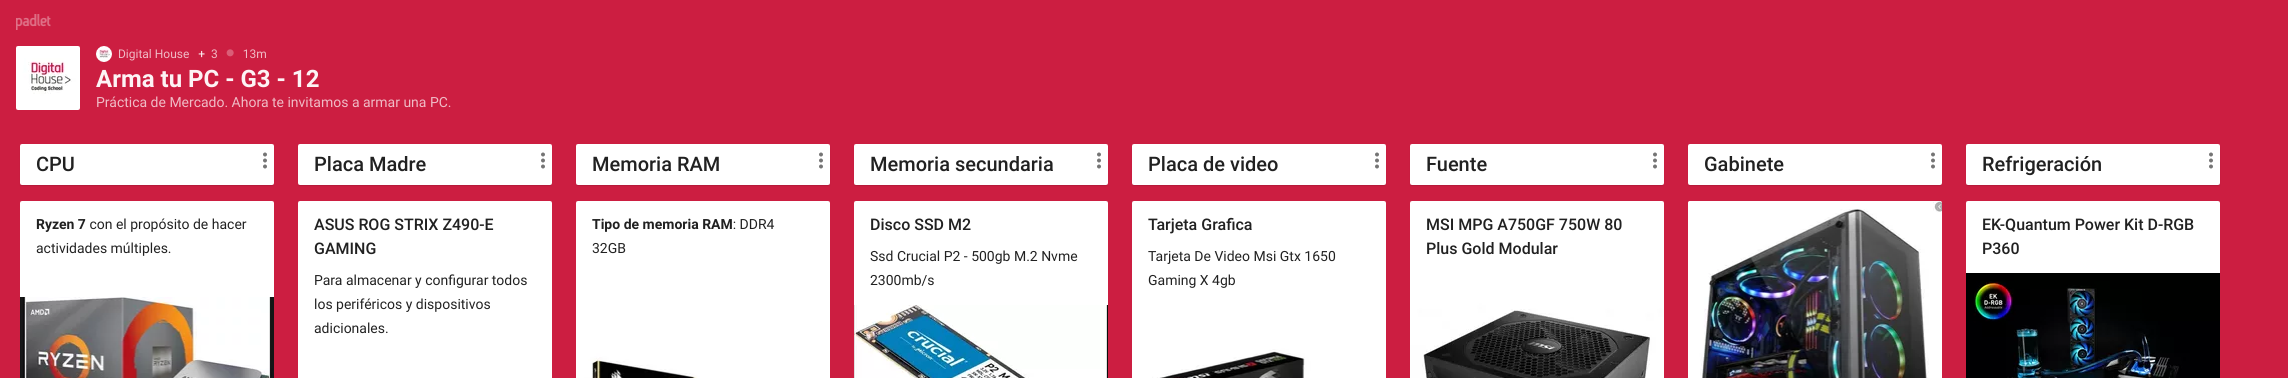 padlet
Digital House + 3 13m
Digital
House>
Coding School
Arma tu PC - G3 - 12
Práctica de Mercado. Ahora te invitamos a armar una PC.
CPU
Ryzen 7 con el propósito de hacer
actividades múltiples.
AMD
RYZEN
Placa Madre
ASUS ROG STRIX Z490-E
GAMING
Para almacenar y configurar todos
los periféricos y dispositivos
adicionales.
Memoria RAM
Tipo de memoria RAM: DDR4
32GB
Memoria secundaria
Disco SSD M2
Ssd Crucial P2 - 500gb M.2 Nvme
2300mb/s
crucial
P2
Placa de video
Tarjeta Grafica
Tarjeta De Video Msi Gtx 1650
Gaming X 4gb
Fuente
MSI MPG A750GF 750W 80
Plus Gold Modular
msi
Gabinete
Refrigeración
EK-Quantum Power Kit D-RGB
P360
EK
D-RGB